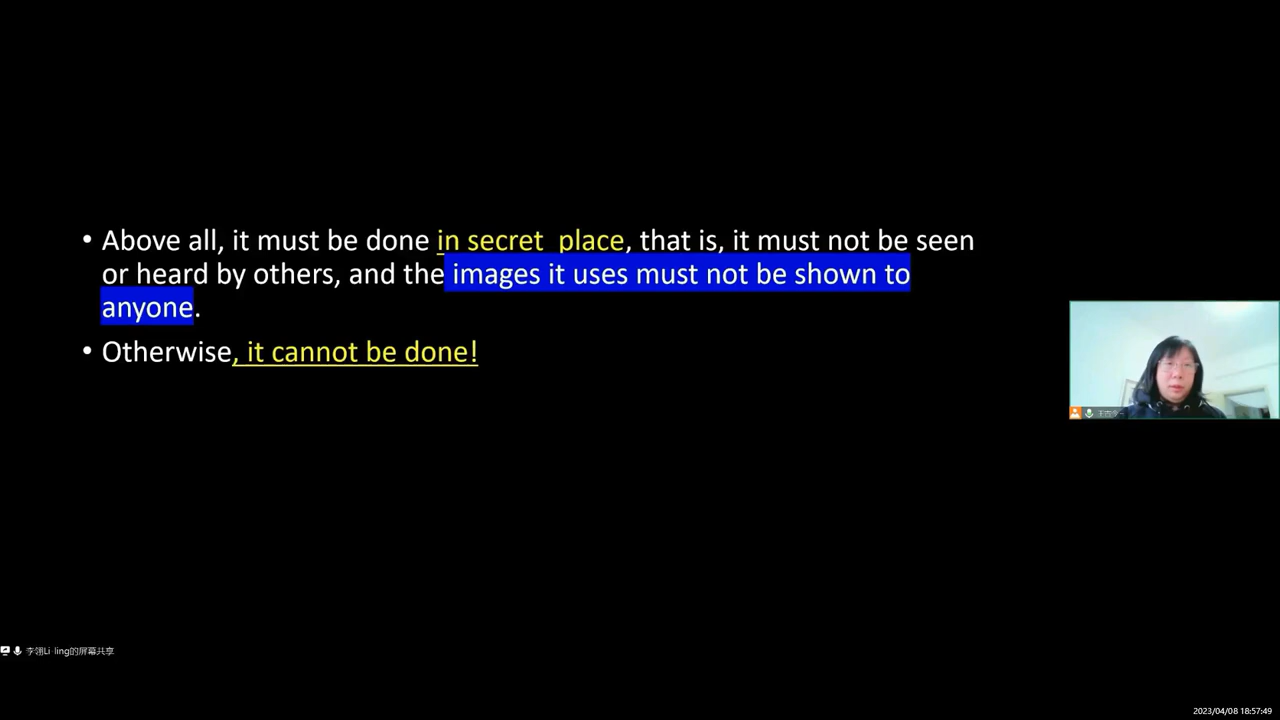 • Above all, it must be done in secret  place, that is, it must not be seen
or heard by others, and the images it uses must not be shown to
anyone.
• Otherwise, it cannot be done!
李翎Li ling的屏幕共享
2023/04/08 18:57:49